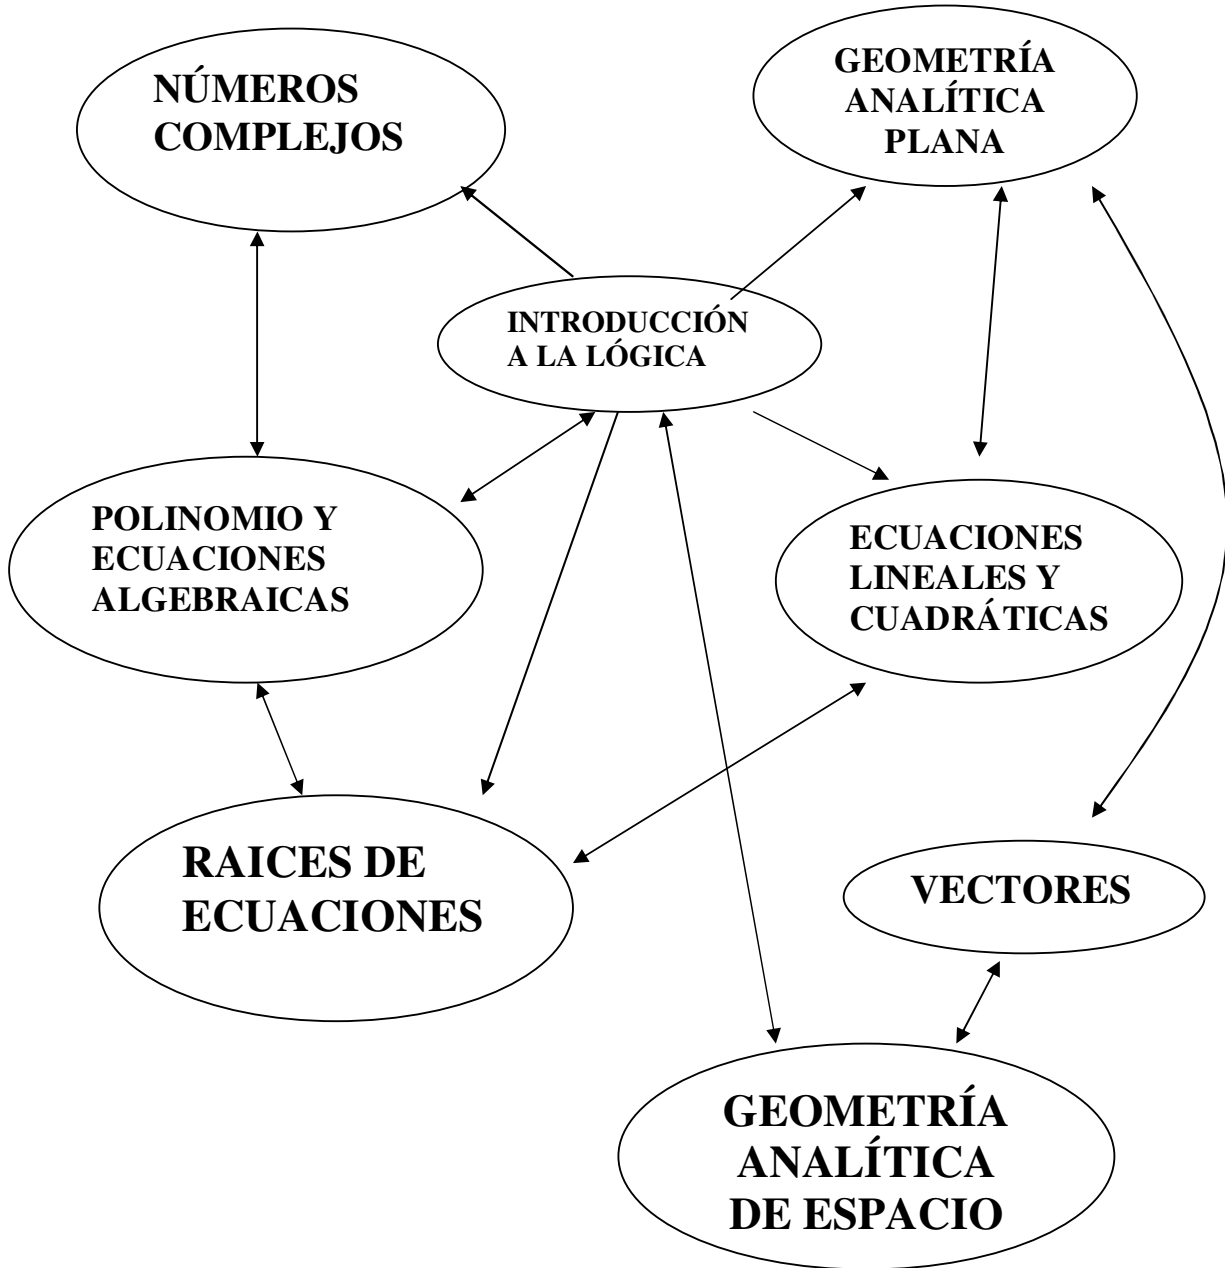 NÚMEROS
COMPLEJOS
GEOMETRÍA
ANALÍTICA
PLANA
INTRODUCCIÓN
A LA LÓGICA
POLINOMIO Y
ECUACIONES
ALGEBRAICAS
ECUACIONES
LINEALES Y
CUADRÁTICAS
RAICES DE
ECUACIONES
VECTORES
GEOMETRÍA
ANALÍTICA
DE ESPACIO